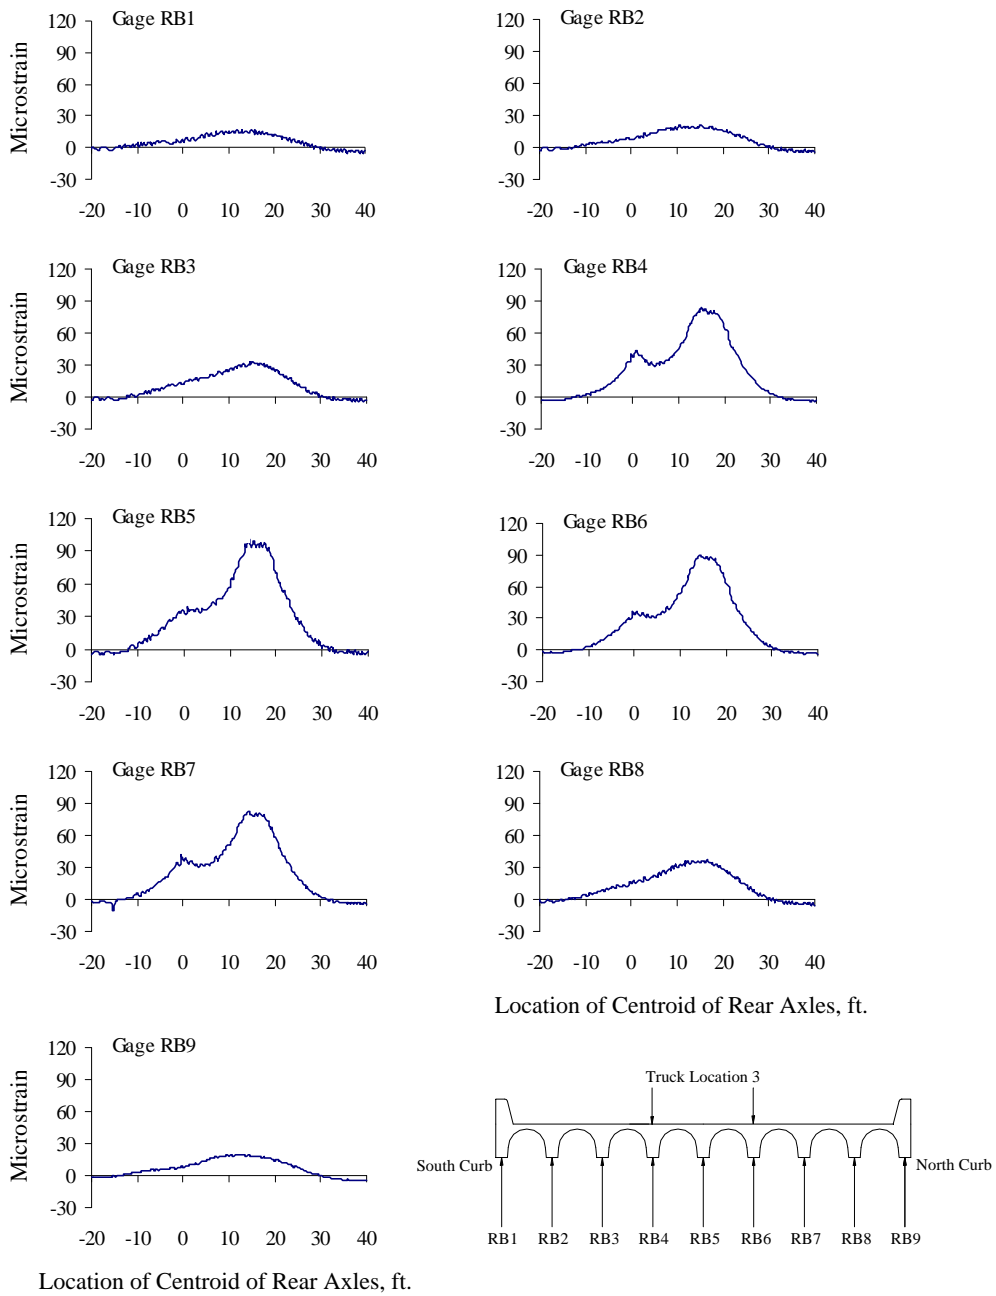 Gage RB1
Microstrain
120
90
60
30
0
-30
-20 -10 0 10 20 30 40
Gage RB2
120
90
60
30
0
-30
-20 -10 0 10 20 30 40
Gage RB3
Microstrain
120
90
60
30
0
-30
-20 -10 0 10 20 30 40
Gage RB4
120
90
60
30
0
-30
-20 -10 0 10 20 30 40
Gage RB5
Microstrain
120
90
60
30
0
-30
-20 -10 0 10 20 30 40
Gage RB6
120
90
60
30
0
-30
-20 -10 0 10 20 30 40
Gage RB7
Microstrain
120
90
60
30
0
-30
-20 -10 0 10 20 30 40
Gage RB8
120
90
60
30
0
-30
-20 -10 0 10 20 30 40
Location of Centroid of Rear Axles, ft.
Gage RB9
Microstrain
120
90
60
30
0
-30
-20 -10 0 10 20 30 40
Location of Centroid of Rear Axles, ft.
Truck Location 3
South Curb
North Curb
RB1 RB2 RB3 RB4 RB5 RB6 RB7 RB8 RB9